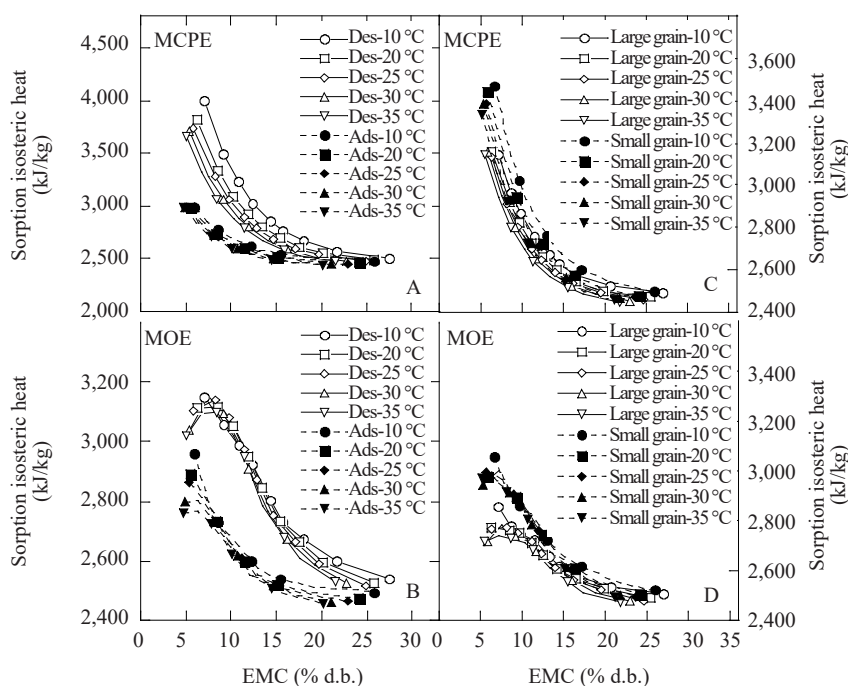 MCPE
4,500
4,000
3,500
3,000
2,500
2,000
Sorption isosteric heat
(kJ/kg)
Des-10 °C
Des-20 °C
Des-25 °C
Des-30 °C
Des-35 °C
Ads-10 °C
Ads-20 °C
Ads-25 °C
Ads-30 °C
Ads-35 °C
A
MCPE
Large grain-10 °C
Large grain-20 °C
Large grain-25 °C
Large grain-30 °C
Large grain-35 °C
Small grain-10 °C
Small grain-20 °C
Small grain-25 °C
Small grain-30 °C
Small grain-35 °C
C
3,600
3,400
3,200
3,000
2,800
2,600
2,400
Sorption isosteric heat
(kJ/kg)
MOE
3,200
3,000
2,800
2,600
2,400
Sorption isosteric heat
(kJ/kg)
Des-10 °C
Des-20 °C
Des-25 °C
Des-30 °C
Des-35 °C
Ads-10 °C
Ads-20 °C
Ads-25 °C
Ads-30 °C
Ads-35 °C
B
0 5 10 15 20 25 30
EMC (% d.b.)
MOE
Large grain-10 °C
Large grain-20 °C
Large grain-25 °C
Large grain-30 °C
Large grain-35 °C
Small grain-10 °C
Small grain-20 °C
Small grain-25 °C
Small grain-30 °C
Small grain-35 °C
D
3,400
3,200
3,000
2,800
2,600
2,400
Sorption isosteric heat
(kJ/kg)
0 5 10 15 20 25 30 35
EMC (% d.b.)